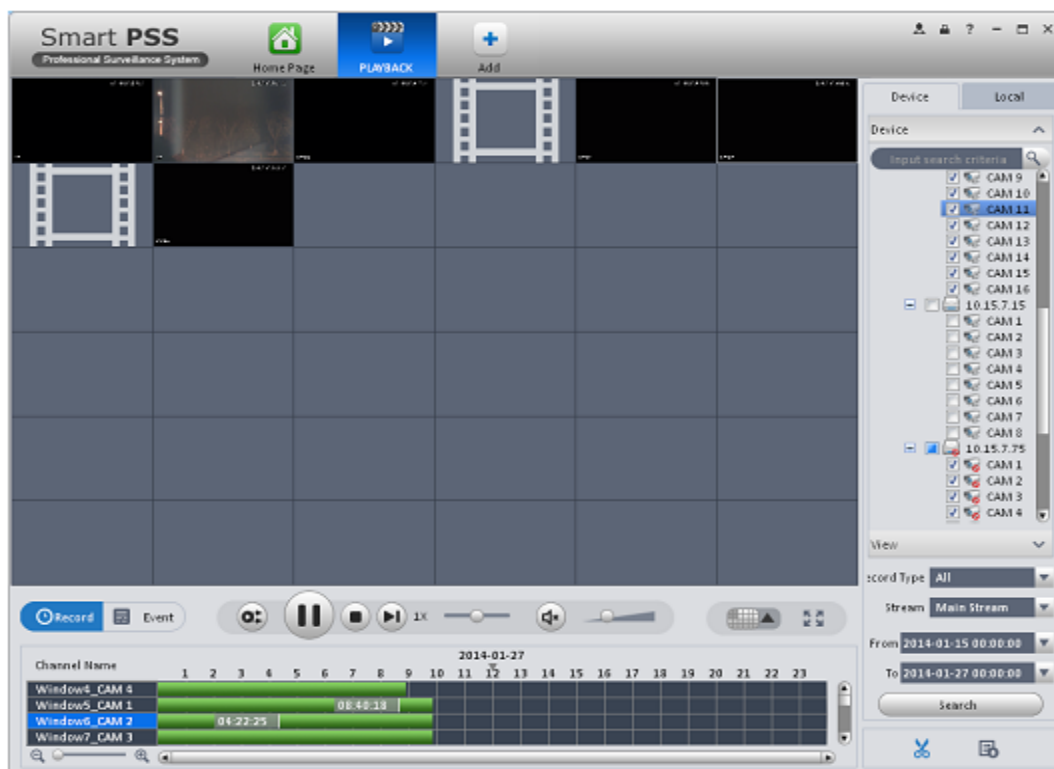 Smart PSS
Professional Surveillance System
Home Page
PLAYBACK
Add
Device
Local
Device
Input search criteria
CAM 9
CAM 10
CAM 11
CAM 12
CAM 13
CAM 14
CAM 15
CAM 16
10.15.7.15
CAM 1
CAM 2
CAM 3
CAM 4
CAM 5
CAM 6
CAM 7
CAM 8
10.15.7.75
CAM 1
CAM 2
CAM 3
CAM 4
View
ecord Type All
Stream Main Stream
From 2014-01-15 00:00:00
To 2014-01-27 00:00:00
Search
Record
Event
1X
2014-01-27
Channel Name
1 2 3 4 5 6 7 8 9 10 11 12 13 14 15 16 17 18 19 20 21 22 23
Window4_CAM 4
Window5_CAM 1 08:40:18
Window6_CAM 2 04:22:25
Window7_CAM 3